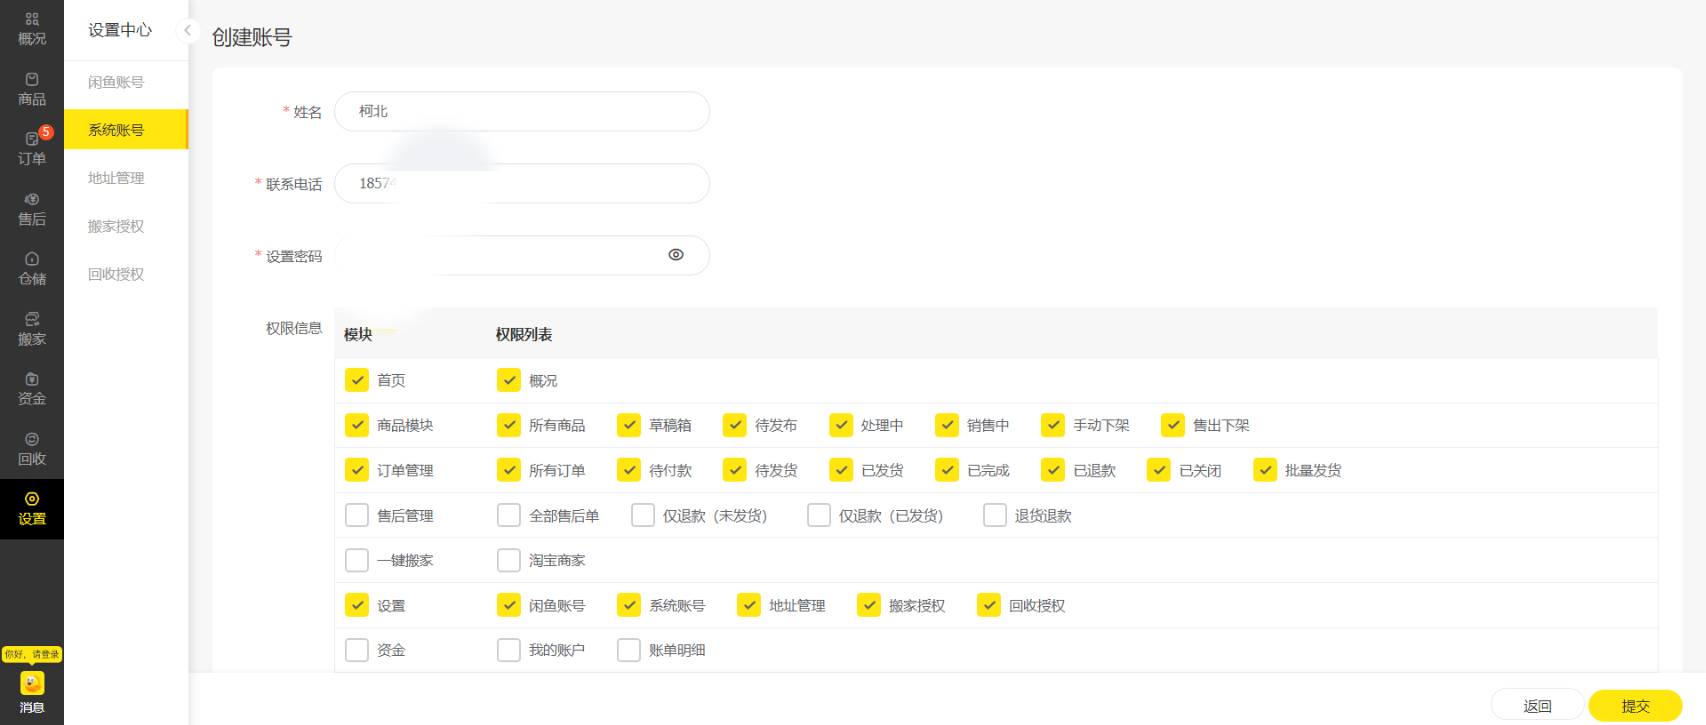 概况
商品
5
订单
售后
仓储
搬家
资金
回收
设置
你好，请登录
消息
设置中心
闲鱼账号
系统账号
地址管理
搬家授权
回收授权
创建账号
* 姓名 柯北
* 联系电话 18574
* 设置密码
权限信息
模块 权限列表
首页 概况
商品模块 所有商品 草稿箱 待发布 处理中 销售中 手动下架 售出下架
订单管理 所有订单 待付款 待发货 已发货 已完成 已退款 已关闭 批量发货
售后管理 全部售后单 仅退款（未发货） 仅退款（已发货） 退货退款
一键搬家 淘宝商家
设置 闲鱼账号 系统账号 地址管理 搬家授权 回收授权
资金 我的账户 账单明细
返回 提交